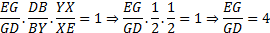 EG/GD . DB/BY . YX/XE = 1 ⇒ EG/GD . 1/2 . 1/2 = 1 ⇒ EG/GD = 4